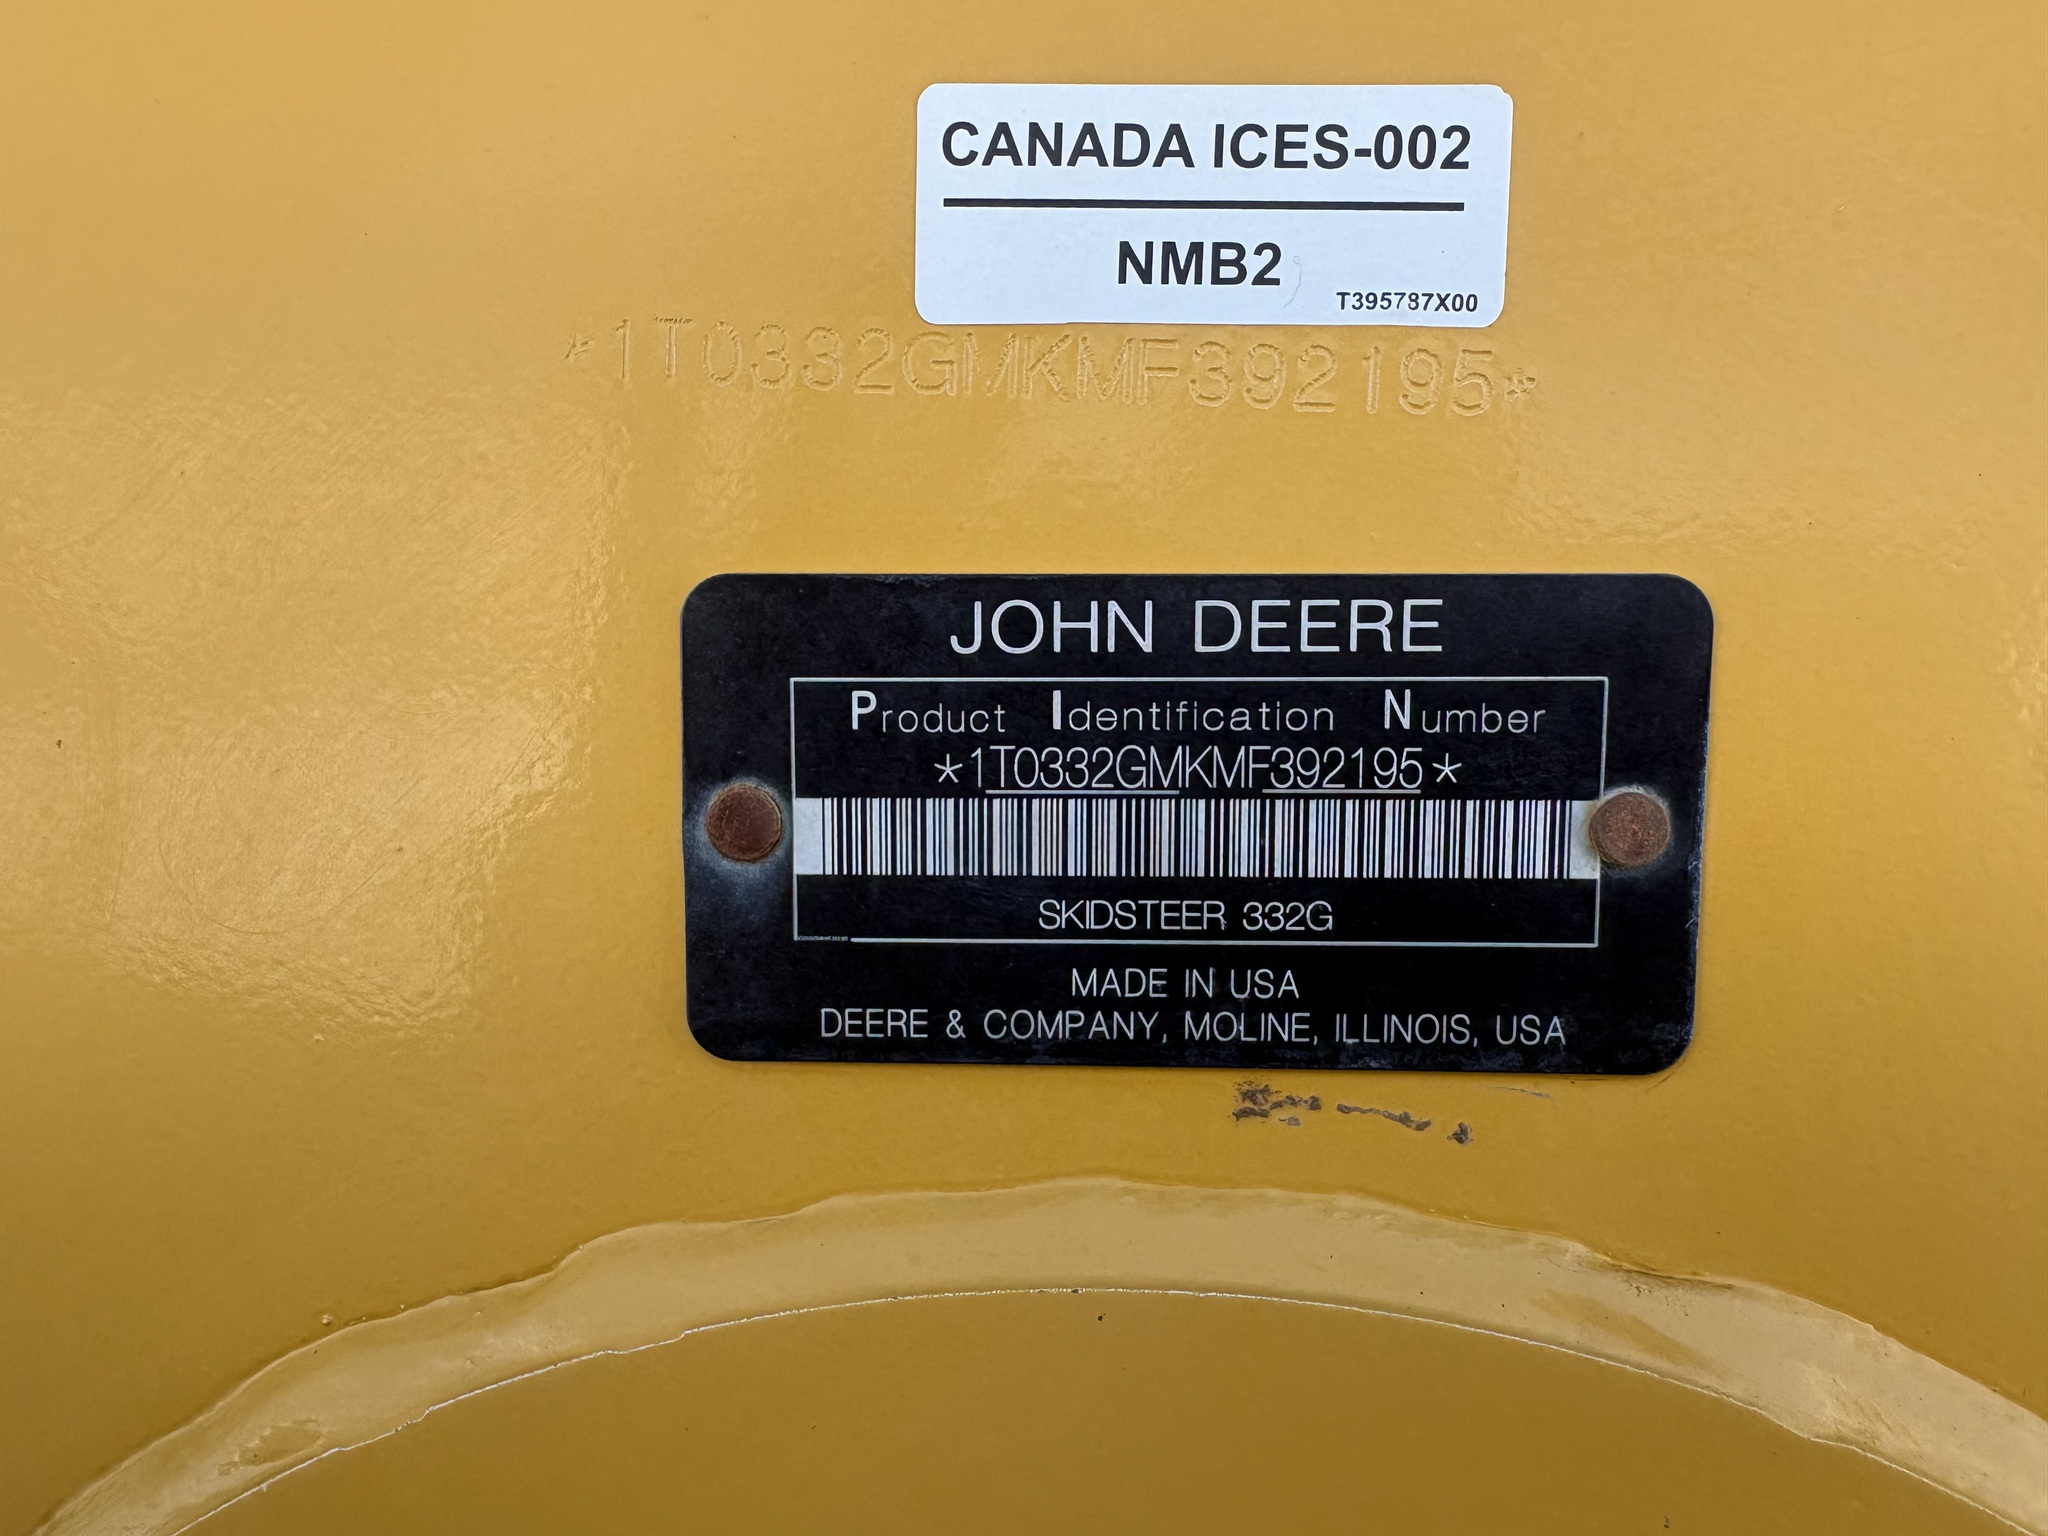 CANADA ICES-002
NMB2
T395787X00
*1T0332GMKMF392195*
JOHN DEERE
Product Identification Number
*1T0332GMKMF392195*
SKIDSTEER 332G
MADE IN USA
DEERE & COMPANY, MOLINE, ILLINOIS, USA